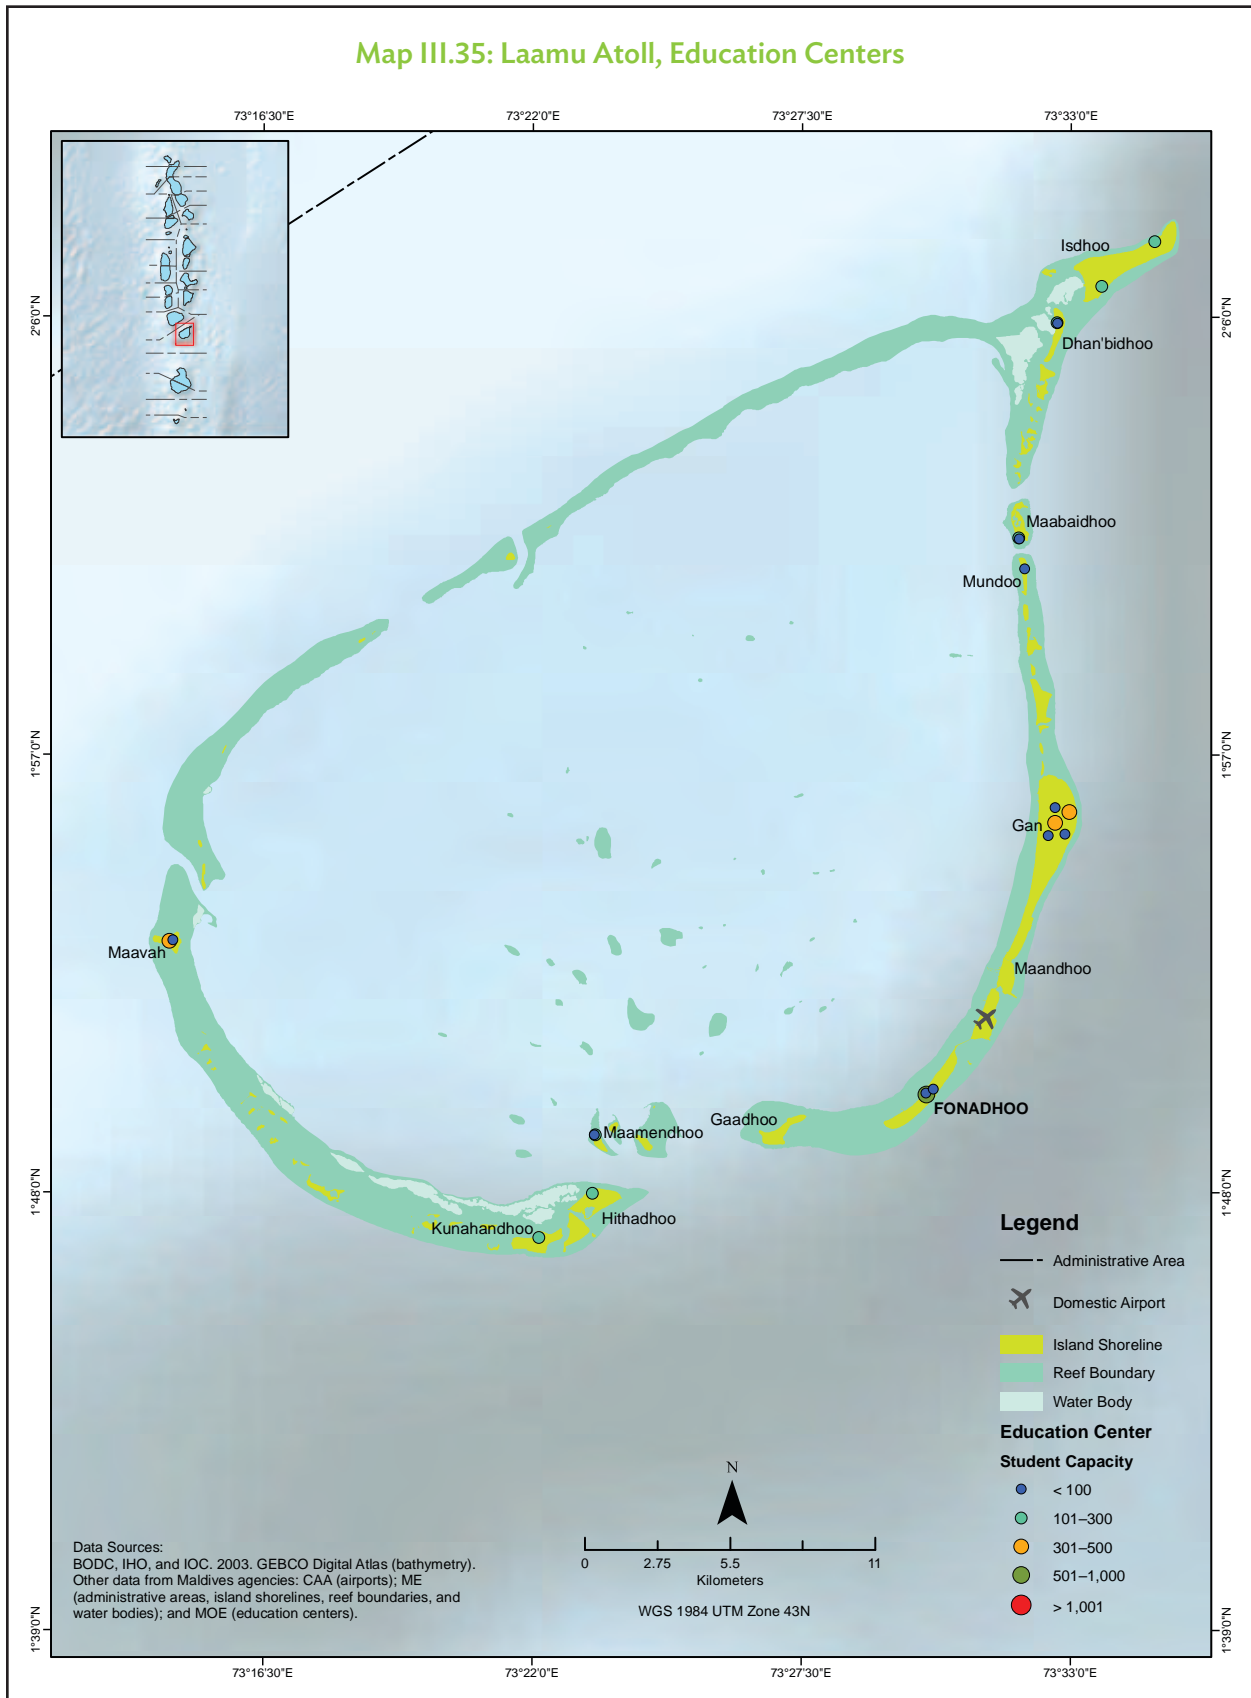 Map III.35: Laamu Atoll, Education Centers
73°16'30"E
73°22'0"E
73°27'30"E
73°33'0"E
2°6'0"N
2°6'0"N
1°57'0"N
1°57'0"N
1°48'0"N
1°48'0"N
1°39'0"N
1°39'0"N
Isdhoo
Dhan'bidhoo
Maabaidhoo
Mundoo
Gan
Maavah
Maandhoo
FONADHOO
Gaadhoo
Maamendhoo
Hithadhoo
Kunahandhoo
Legend
Administrative Area
Domestic Airport
Island Shoreline
Reef Boundary
Water Body
Education Center
Student Capacity
< 100
101–300
301–500
501–1,000
> 1,001
N
0 2.75 5.5 11
Kilometers
WGS 1984 UTM Zone 43N
Data Sources:
BODC, IHO, and IOC. 2003. GEBCO Digital Atlas (bathymetry).
Other data from Maldives agencies: CAA (airports); ME
(administrative areas, island shorelines, reef boundaries, and
water bodies); and MOE (education centers).
73°16'30"E
73°22'0"E
73°27'30"E
73°33'0"E